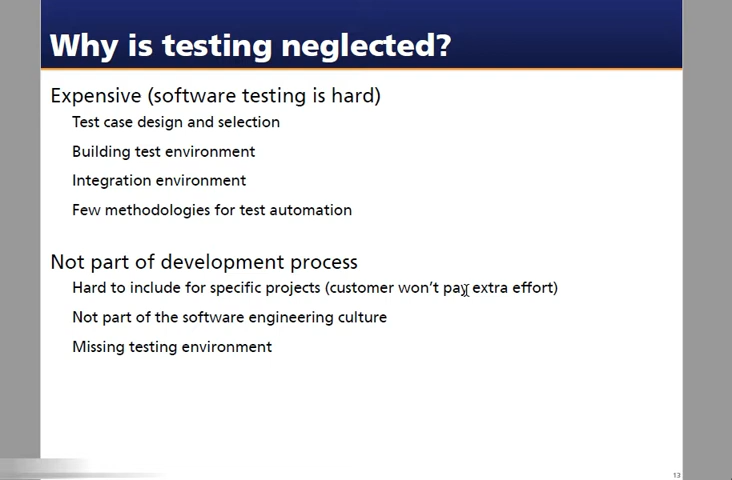 Why is testing neglected?
Expensive (software testing is hard)
Test case design and selection
Building test environment
Integration environment
Few methodologies for test automation
Not part of development process
Hard to include for specific projects (customer won't pay extra effort)
Not part of the software engineering culture
Missing testing environment
13